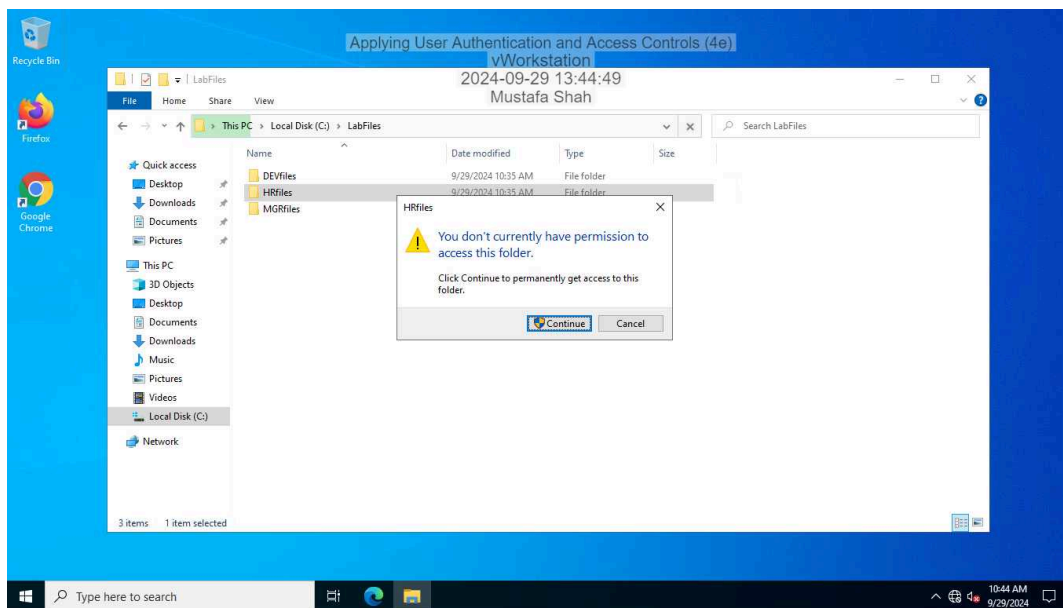 Recycle Bin
Firefox
Google
Chrome
Applying User Authentication and Access Controls (4e)
vWorkstation
2024-09-29 13:44:49
Mustafa Shah
LabFiles
File Home Share View
This PC > Local Disk (C:) > LabFiles
Search LabFiles
Quick access
Desktop
Downloads
Documents
Pictures
This PC
3D Objects
Desktop
Documents
Downloads
Music
Pictures
Videos
Local Disk (C:)
Network
Name Date modified Type Size
DEVfiles 9/29/2024 10:35 AM File folder
HRfiles 9/29/2024 10:35 AM File folder
MGRfiles
HRfiles
You don't currently have permission to
access this folder.
Click Continue to permanently get access to this
folder.
Continue Cancel
3 items 1 item selected
Type here to search
10:44 AM
9/29/2024